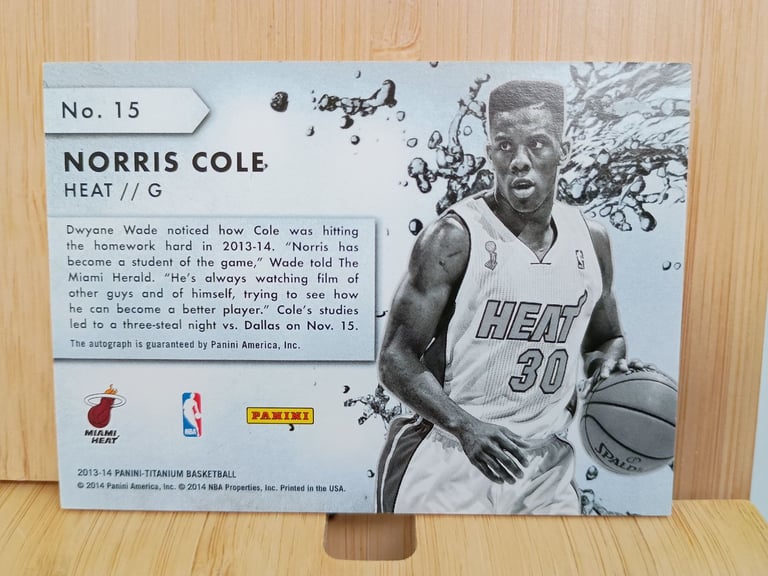 No. 15
NORRIS COLE
HEAT // G
Dwyane Wade noticed how Cole was hitting
the homework hard in 2013-14. “Norris has
become a student of the game,” Wade told The
Miami Herald. “He’s always watching film of
other guys and of himself, trying to see how
he can become a better player.” Cole’s studies
led to a three-steal night vs. Dallas on Nov. 15.
The autograph is guaranteed by Panini America, Inc.
HEAT
30
SPALDING
MIAMI
HEAT
NBA
PANINI
2013-14 PANINI-TITANIUM BASKETBALL
© 2014 Panini America, Inc. © 2014 NBA Properties, Inc. Printed in the USA.